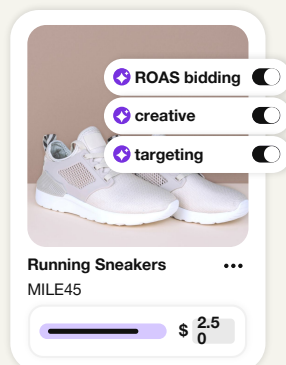 ROAS bidding
creative
targeting
Running Sneakers
MILE45
$ 2.5
0